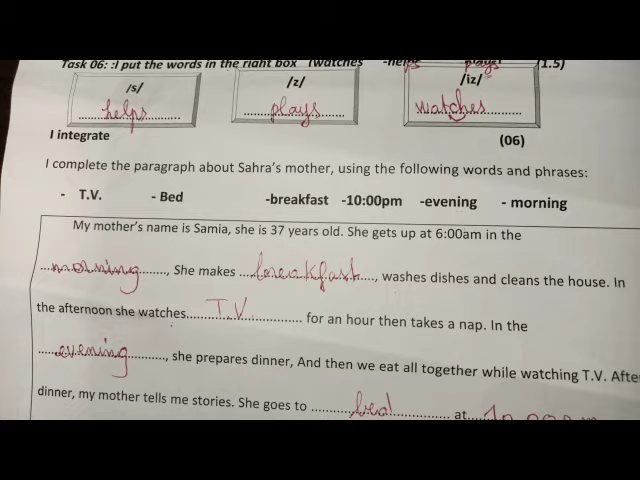 Task 06: :I put the words in the right box (watches -helps plays (1.5)
/s/ /z/ /iz/
helps plays watches
I integrate (06)
I complete the paragraph about Sahra's mother, using the following words and phrases:
- T.V. - Bed -breakfast -10:00pm -evening - morning
My mother's name is Samia, she is 37 years old. She gets up at 6:00am in the
morning, She makes breakfast, washes dishes and cleans the house. In
the afternoon she watches T.V for an hour then takes a nap. In the
evening, she prepares dinner, And then we eat all together while watching T.V. After
dinner, my mother tells me stories. She goes to bed at 10:00pm